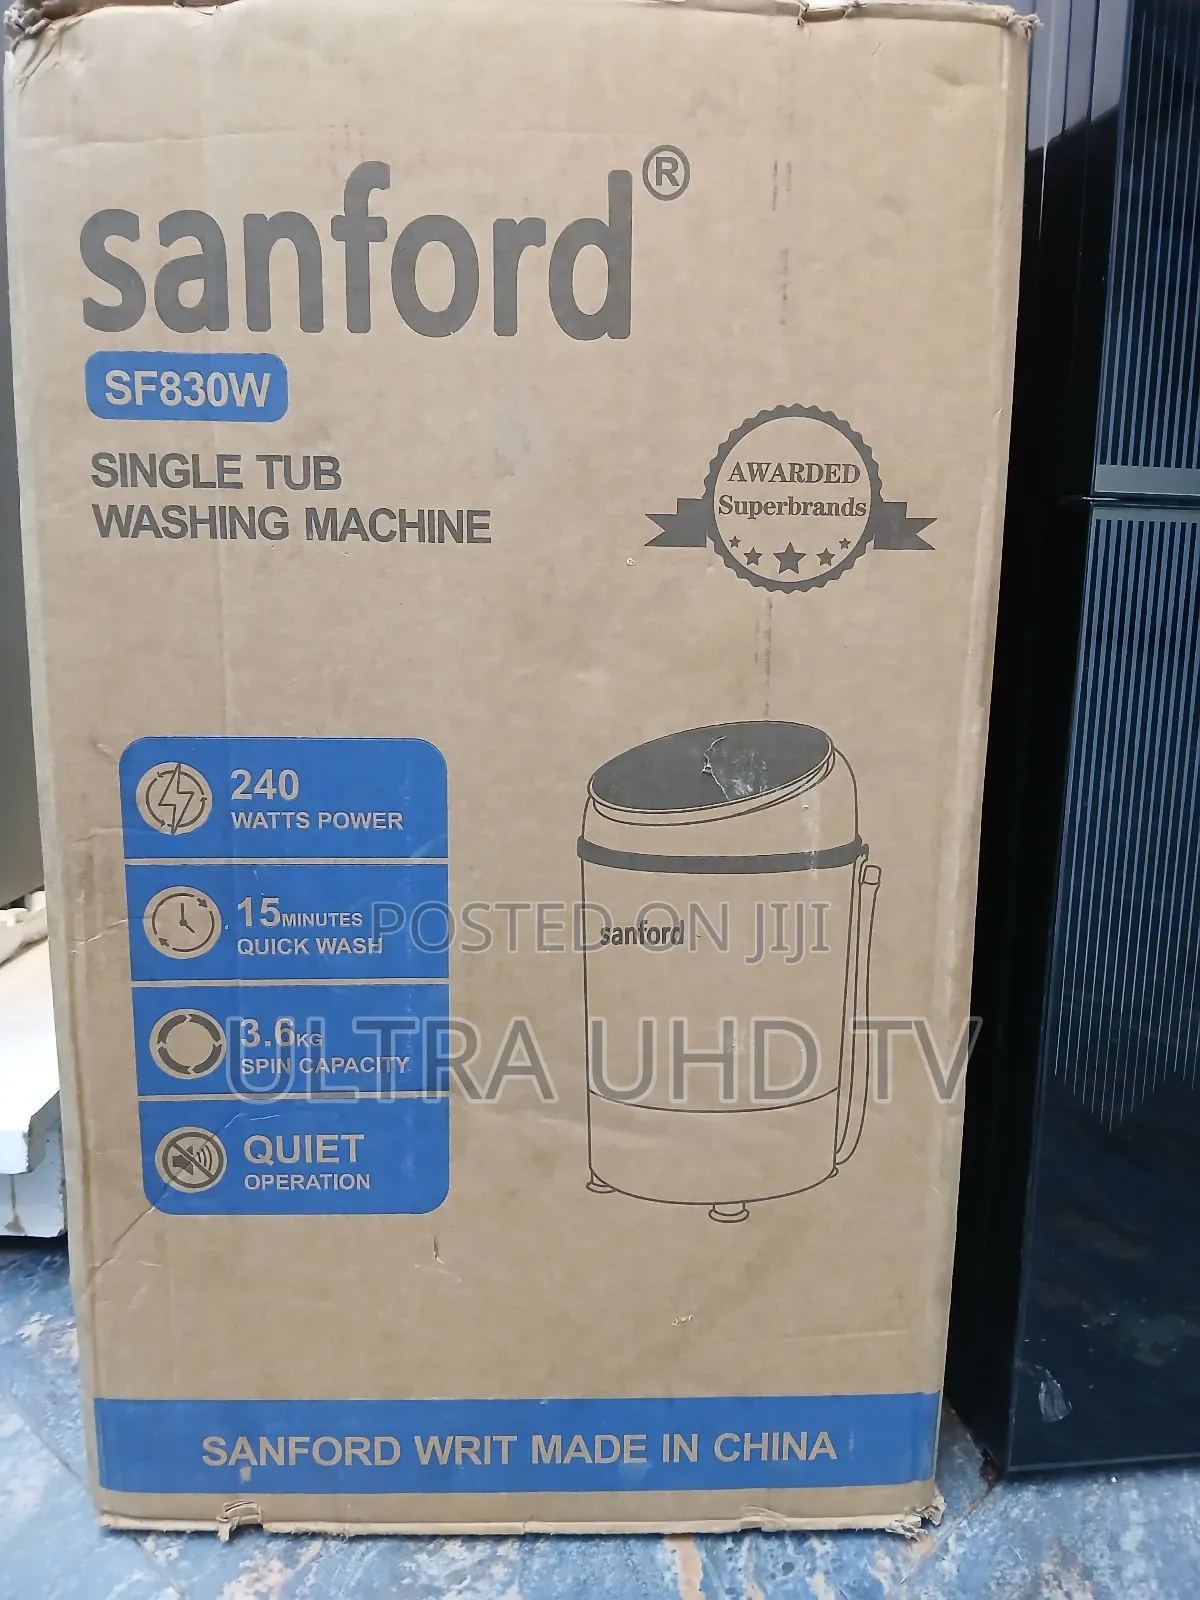 sanford®
SF830W
SINGLE TUB
WASHING MACHINE
AWARDED
Superbrands
240
WATTS POWER
15MINUTES
QUICK WASH
3.6KG
SPIN CAPACITY
QUIET
OPERATION
sanford
POSTED ON JIJI
ULTRA UHD TV
SANFORD WRIT MADE IN CHINA